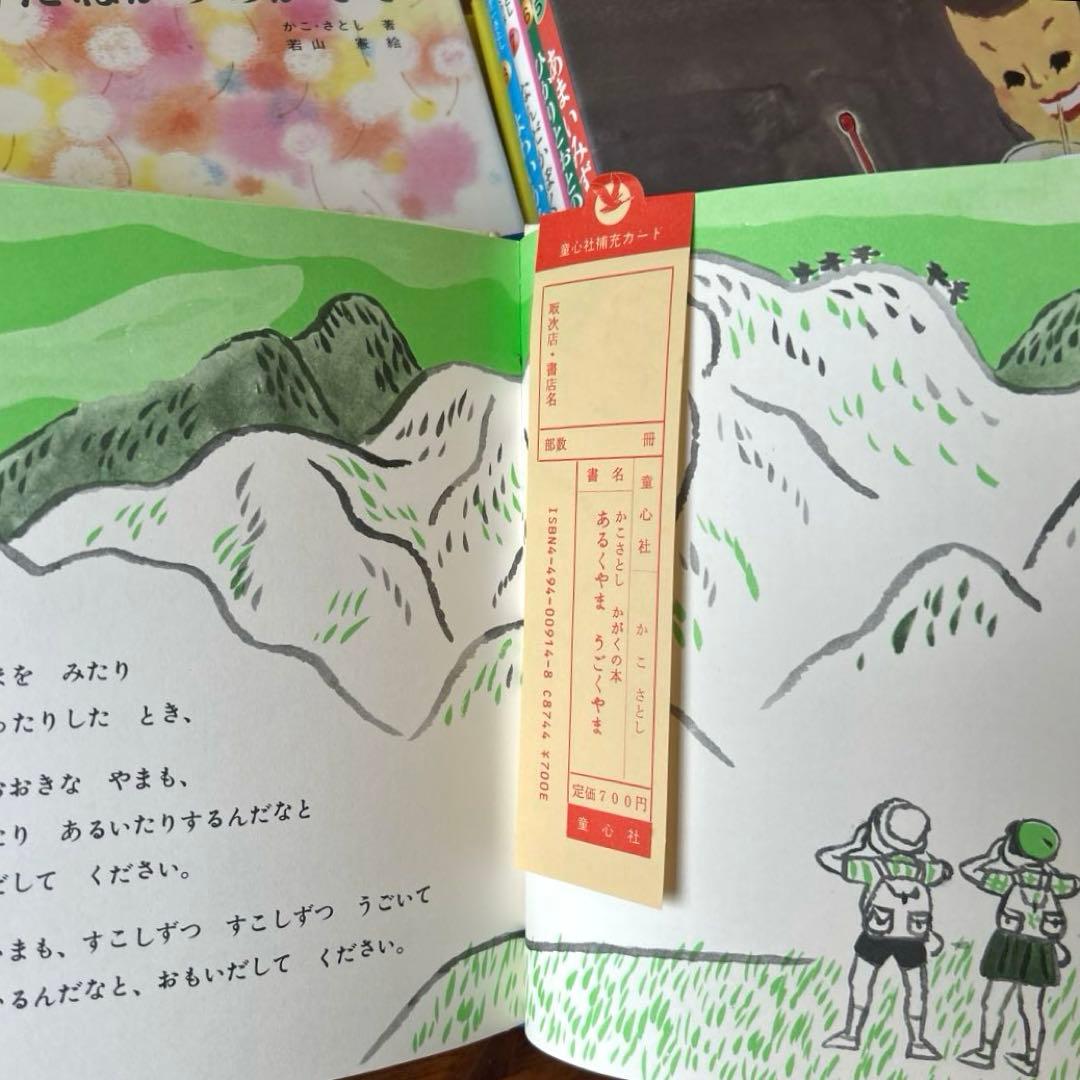 かこ・さとし 著
若山 憲 絵
あまいみず
童心社補充カード
取次店・書店名
部数 冊
書名
童心社
かこさとし
かこさとし かがくの本
あるくやま うごくやま
ISBN4-494-00914-8 C8744 ¥700E
定価700円
童心社
みたり
ったりした とき、
おおきな やまも、
たり あるいたりするんだなと
だして ください。
やまも、すこしずつ すこしずつ うごいて
いるんだなと、おもいだして ください。